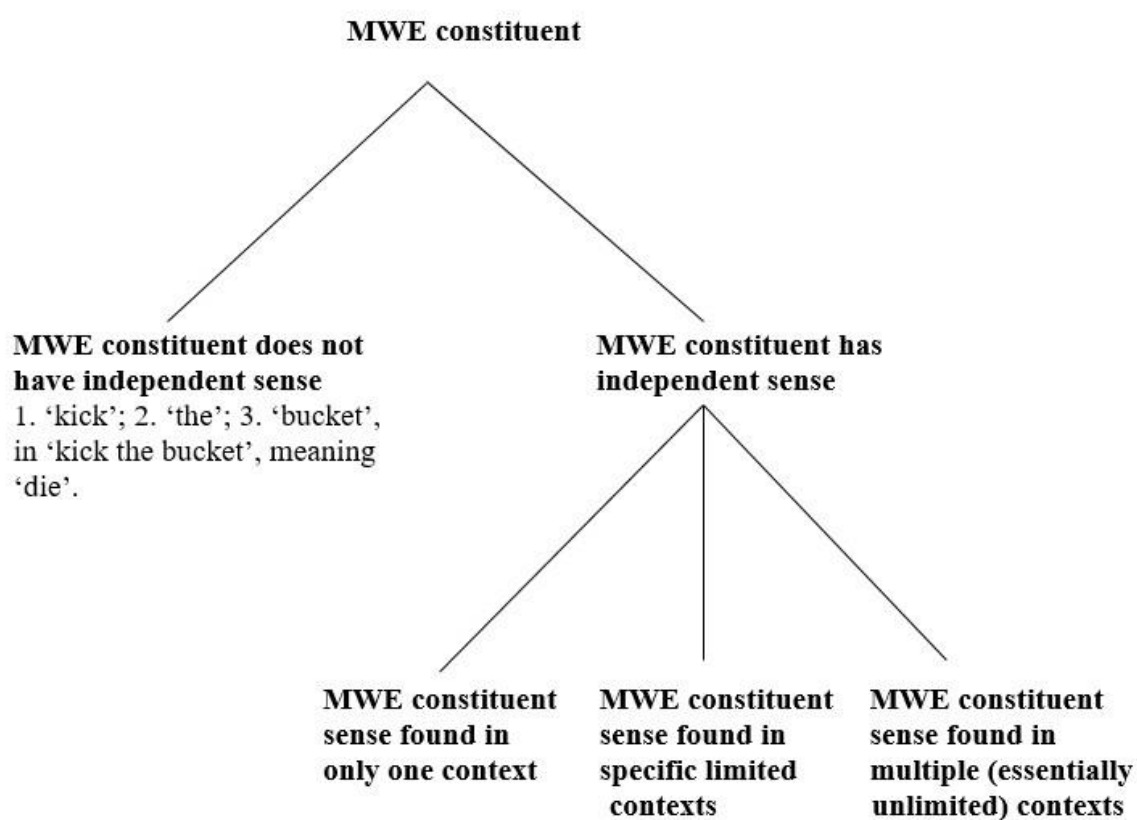 MWE constituent
MWE constituent does not
have independent sense
1. ‘kick’; 2. ‘the’; 3. ‘bucket’,
in ‘kick the bucket’, meaning
‘die’.
MWE constituent has
independent sense
MWE constituent
sense found in
only one context
MWE constituent
sense found in
specific limited
contexts
MWE constituent
sense found in
multiple (essentially
unlimited) contexts